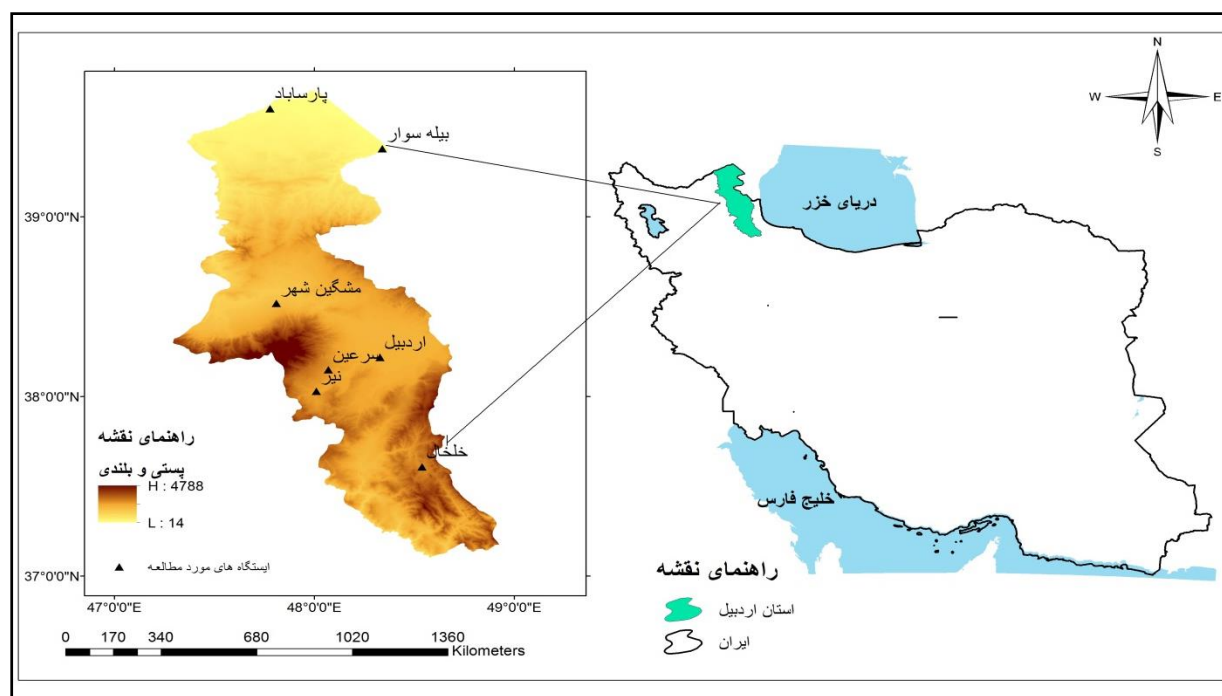 N
W E
S
پارساباد
بیله سوار
دریای خزر
39°0'0"N
مشگین شهر
اردبیل
سرعین
نیر
38°0'0"N
خلخال
راهنمای نقشه
پستی و بلندی
H : 4788
L : 14
ایستگاه های مورد مطالعه
37°0'0"N
47°0'0"E 48°0'0"E 49°0'0"E
0 170 340 680 1020 1360
Kilometers
خلیج فارس
راهنمای نقشه
استان اردبیل
ایران